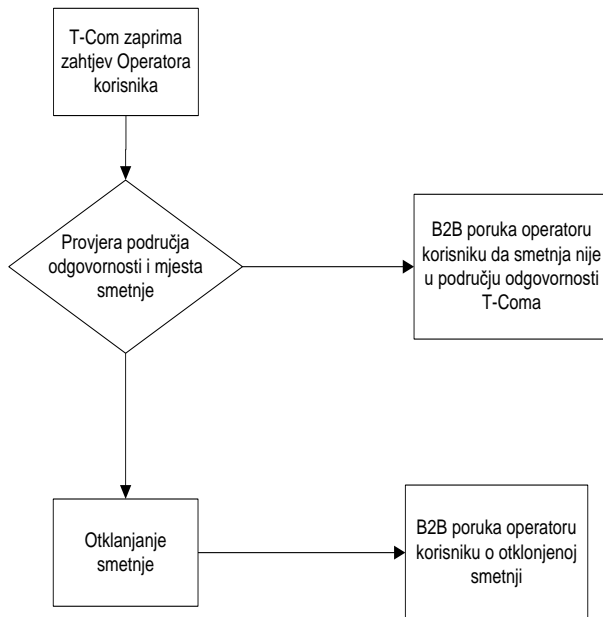 T-Com zaprima
zahtjev Operatora
korisnika
Provjera područja
odgovornosti i mjesta
smetnje
B2B poruka operatoru
korisniku da smetnja nije
u području odgovornosti
T-Coma
Otklanjanje
smetnje
B2B poruka operatoru
korisniku o otklonjenoj
smetnji